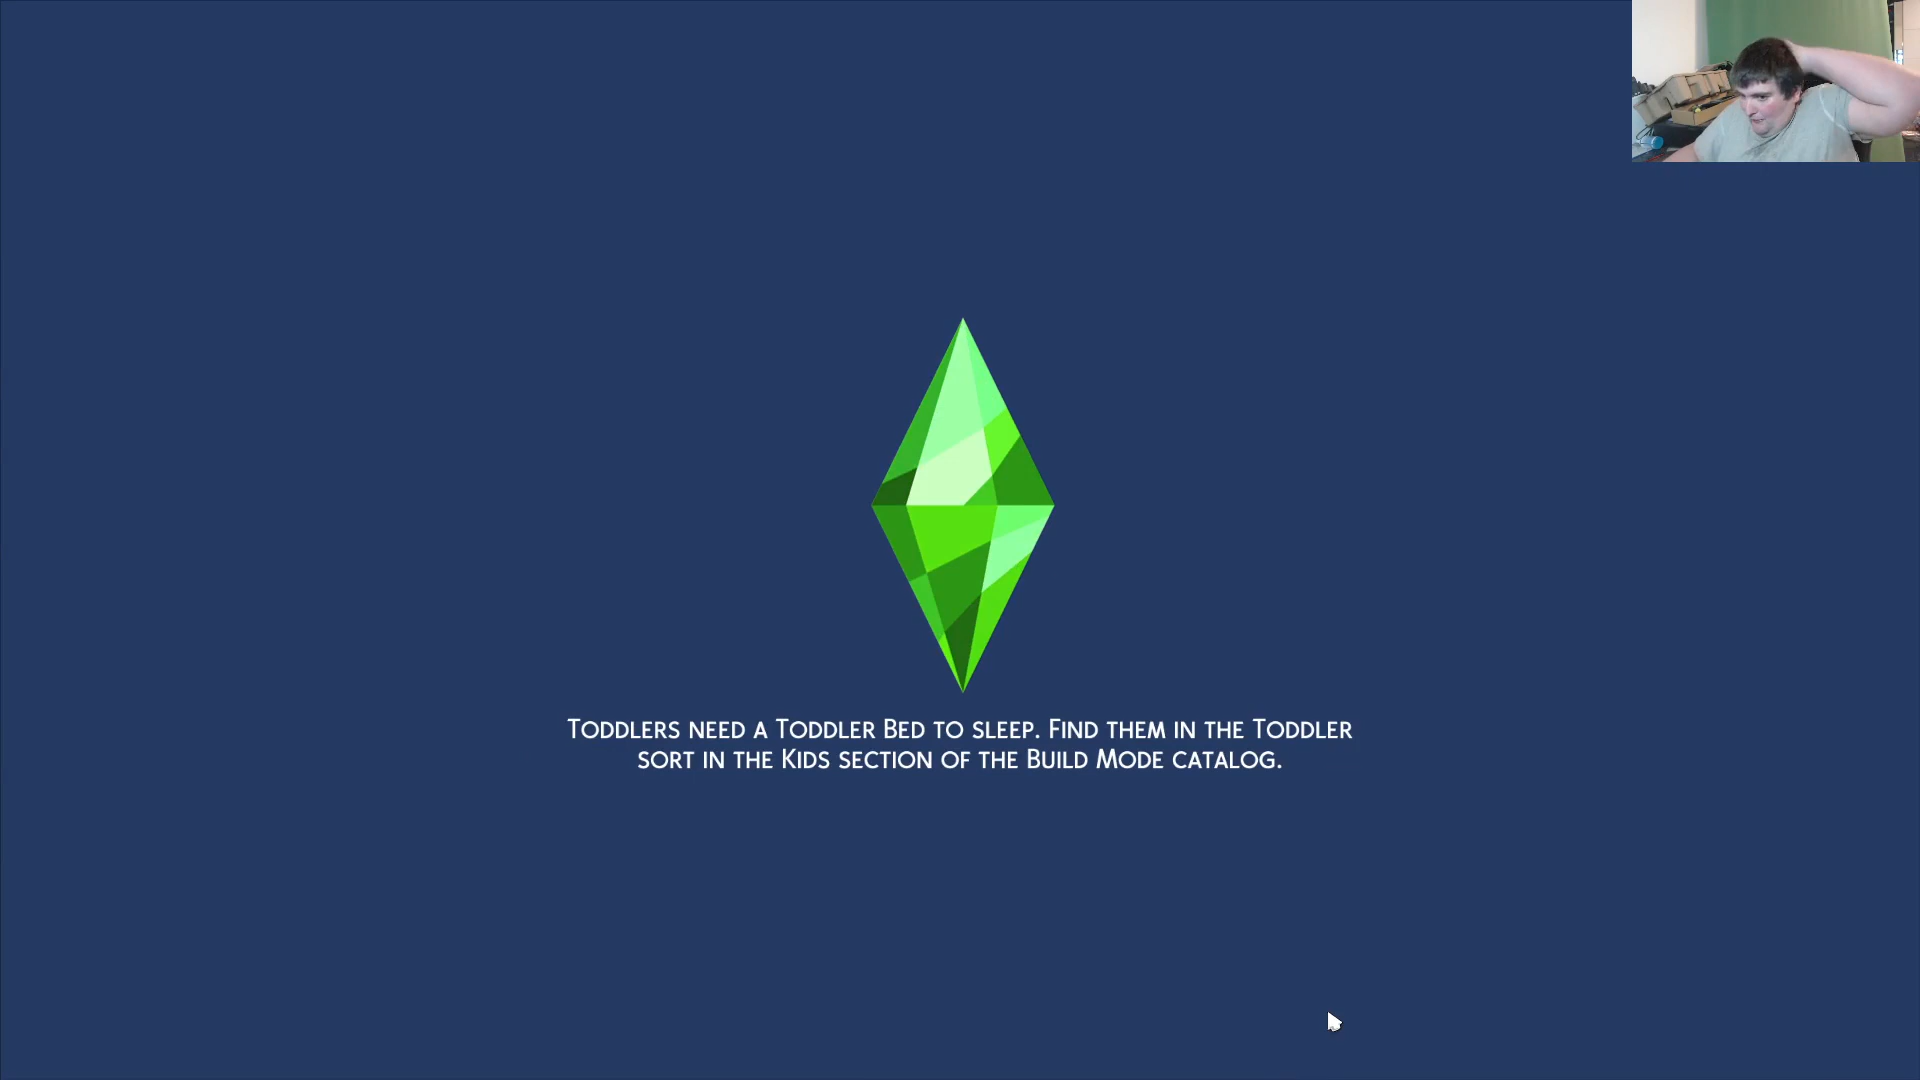 Toddlers need a Toddler Bed to sleep. Find them in the Toddler
sort in the Kids section of the Build Mode catalog.